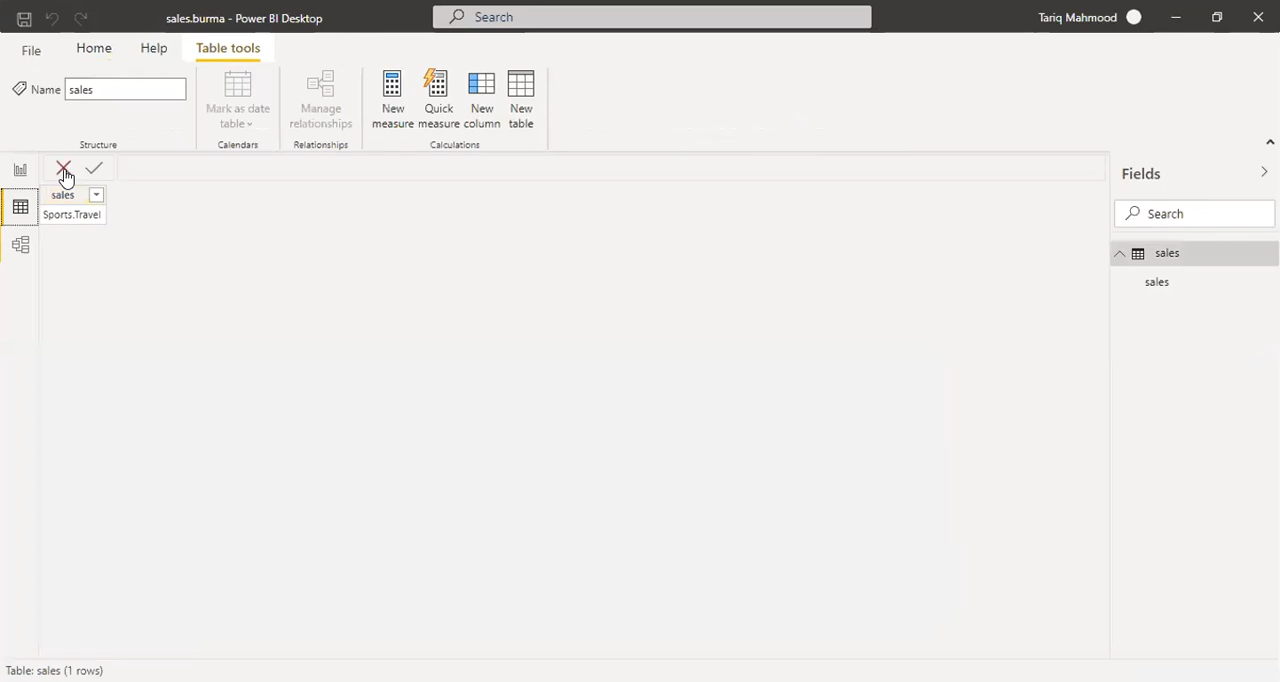 sales.burma - Power BI Desktop
Search
Tariq Mahmood
File
Home
Help
Table tools
Name
sales
Mark as date
table
Manage
relationships
New
measure
Quick
measure
New
column
New
table
Structure
Calendars
Relationships
Calculations
Fields
sales
Sports.Travel
Search
sales
sales
Table: sales (1 rows)